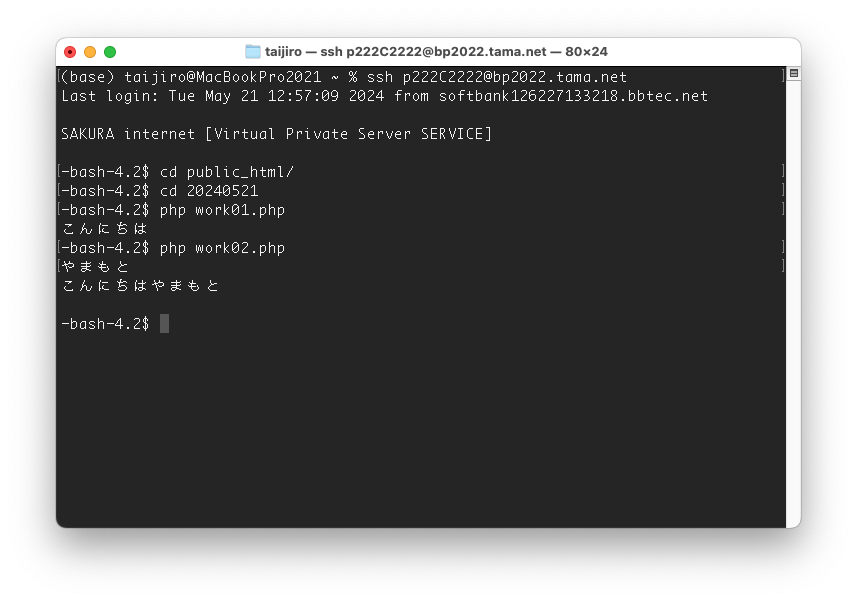 taijiro — ssh p222C2222@bp2022.tama.net — 80×24
[(base) taijiro@MacBookPro2021 ~ % ssh p222C2222@bp2022.tama.net ]
Last login: Tue May 21 12:57:09 2024 from softbank126227133218.bbtec.net
SAKURA internet [Virtual Private Server SERVICE]
[-bash-4.2$ cd public_html/ ]
[-bash-4.2$ cd 20240521 ]
[-bash-4.2$ php work01.php ]
こんにちは
[-bash-4.2$ php work02.php ]
[やまもと ]
こんにちはやまもと
-bash-4.2$